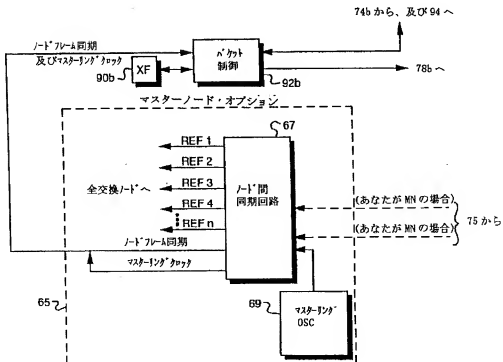 74b から、及び 94 へ
ノードフレーム同期
及びマスターリングクロック
90b
XF
パケット
制御
92b
78b へ
マスターノード・オプション
67
REF 1
REF 2
REF 3
REF 4
REF n
全交換ノードへ
ノード間
同期回路
(あなたが MN の場合)
(あなたが MN の場合)
75 から
ノードフレーム同期
マスターリングクロック
65
69
マスターリング
OSC